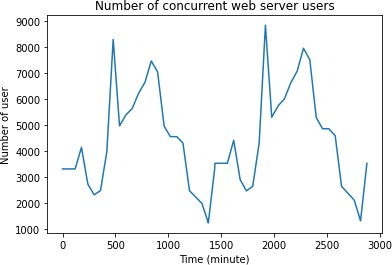 Number of concurrent web server users
9000
8000
7000
6000
5000
4000
3000
2000
1000
Number of user
0 500 1000 1500 2000 2500 3000
Time (minute)